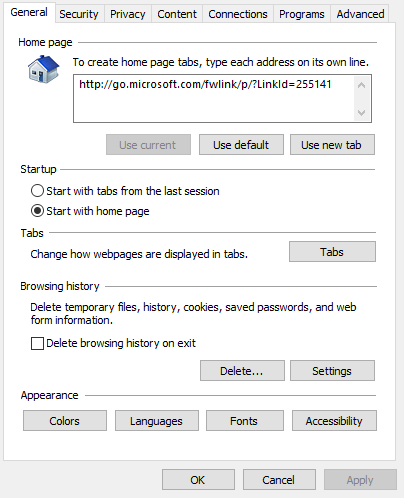 General Security Privacy Content Connections Programs Advanced
Home page
To create home page tabs, type each address on its own line.
http://go.microsoft.com/fwlink/p/?LinkId=255141
Use current Use default Use new tab
Startup
Start with tabs from the last session
Start with home page
Tabs
Change how webpages are displayed in tabs. Tabs
Browsing history
Delete temporary files, history, cookies, saved passwords, and web
form information.
Delete browsing history on exit
Delete... Settings
Appearance
Colors Languages Fonts Accessibility
OK Cancel Apply